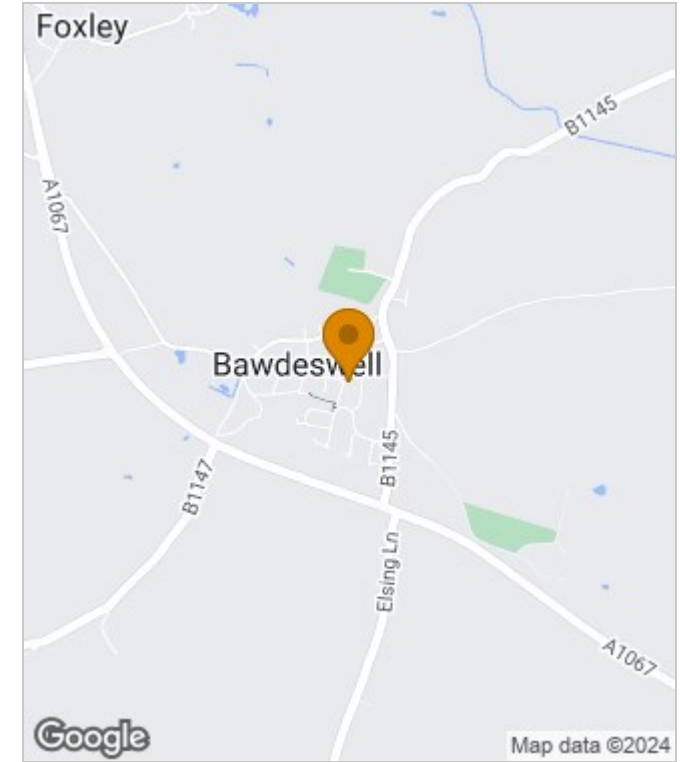 Foxley
B1145
A1067
Bawdeswell
B1145
B1147
Elsing Ln
A1067
Google
Map data ©2024